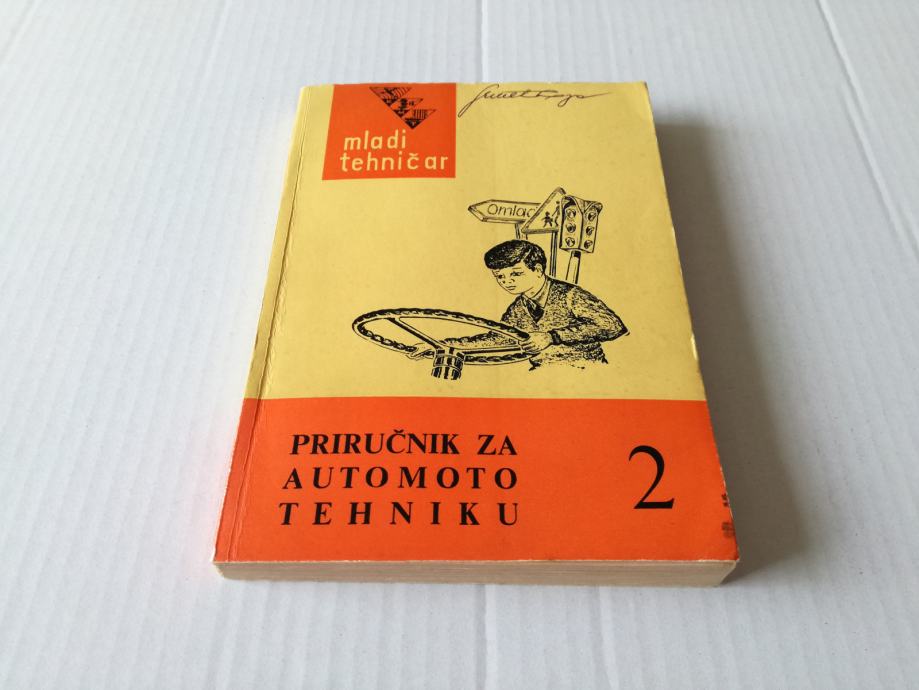 mladi
tehničar
Omlad
PRIRUČNIK ZA
AUTOMOTO
TEHNIKU
2